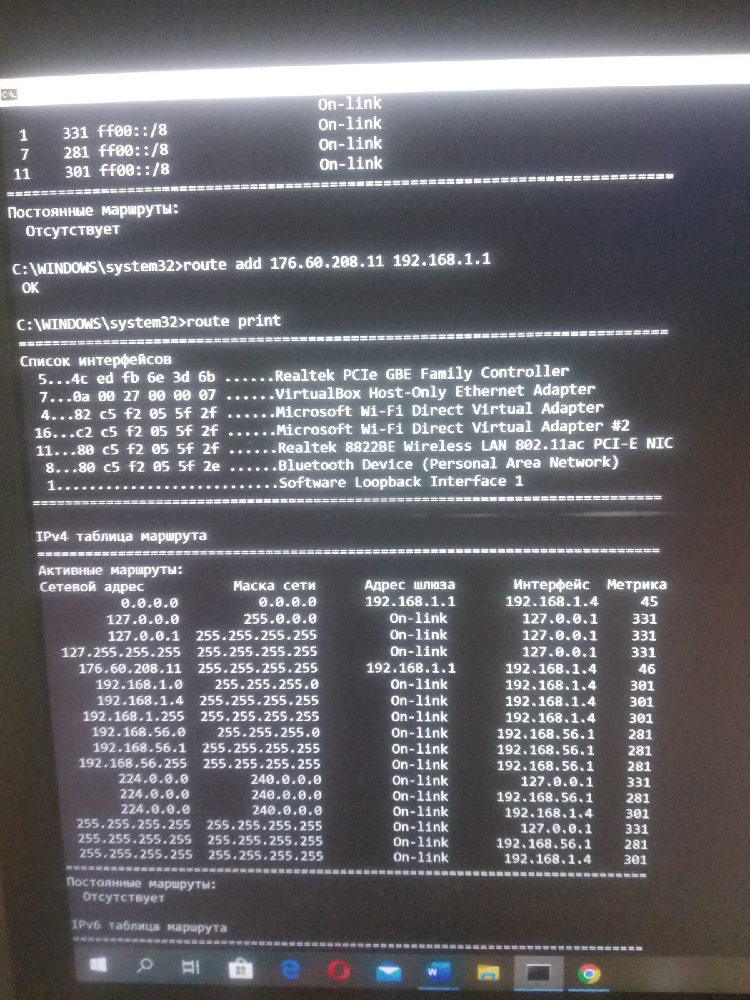 On-link
1 331 ff00::/8 On-link
7 281 ff00::/8 On-link
11 301 ff00::/8 On-link
===========================================================================
Постоянные маршруты:
Отсутствует
C:\WINDOWS\system32>route add 176.60.208.11 192.168.1.1
ОК
C:\WINDOWS\system32>route print
===========================================================================
Список интерфейсов
5...4c ed fb 6e 3d 6b ......Realtek PCIe GBE Family Controller
7...0a 00 27 00 00 07 ......VirtualBox Host-Only Ethernet Adapter
4...82 c5 f2 05 5f 2f ......Microsoft Wi-Fi Direct Virtual Adapter
16...c2 c5 f2 05 5f 2f ......Microsoft Wi-Fi Direct Virtual Adapter #2
11...80 c5 f2 05 5f 2f ......Realtek 8822BE Wireless LAN 802.11ac PCI-E NIC
8...80 c5 f2 05 5f 2e ......Bluetooth Device (Personal Area Network)
1...........................Software Loopback Interface 1
===========================================================================
IPv4 таблица маршрута
===========================================================================
Активные маршруты:
Сетевой адрес Маска сети Адрес шлюза Интерфейс Метрика
0.0.0.0 0.0.0.0 192.168.1.1 192.168.1.4 45
127.0.0.0 255.0.0.0 On-link 127.0.0.1 331
127.0.0.1 255.255.255.255 On-link 127.0.0.1 331
127.255.255.255 255.255.255.255 On-link 127.0.0.1 331
176.60.208.11 255.255.255.255 192.168.1.1 192.168.1.4 46
192.168.1.0 255.255.255.0 On-link 192.168.1.4 301
192.168.1.4 255.255.255.255 On-link 192.168.1.4 301
192.168.1.255 255.255.255.255 On-link 192.168.1.4 301
192.168.56.0 255.255.255.0 On-link 192.168.56.1 281
192.168.56.1 255.255.255.255 On-link 192.168.56.1 281
192.168.56.255 255.255.255.255 On-link 192.168.56.1 281
224.0.0.0 240.0.0.0 On-link 127.0.0.1 331
224.0.0.0 240.0.0.0 On-link 192.168.56.1 281
224.0.0.0 240.0.0.0 On-link 192.168.1.4 301
255.255.255.255 255.255.255.255 On-link 127.0.0.1 331
255.255.255.255 255.255.255.255 On-link 192.168.56.1 281
255.255.255.255 255.255.255.255 On-link 192.168.1.4 301
===========================================================================
Постоянные маршруты:
Отсутствует
IPv6 таблица маршрута
===========================================================================